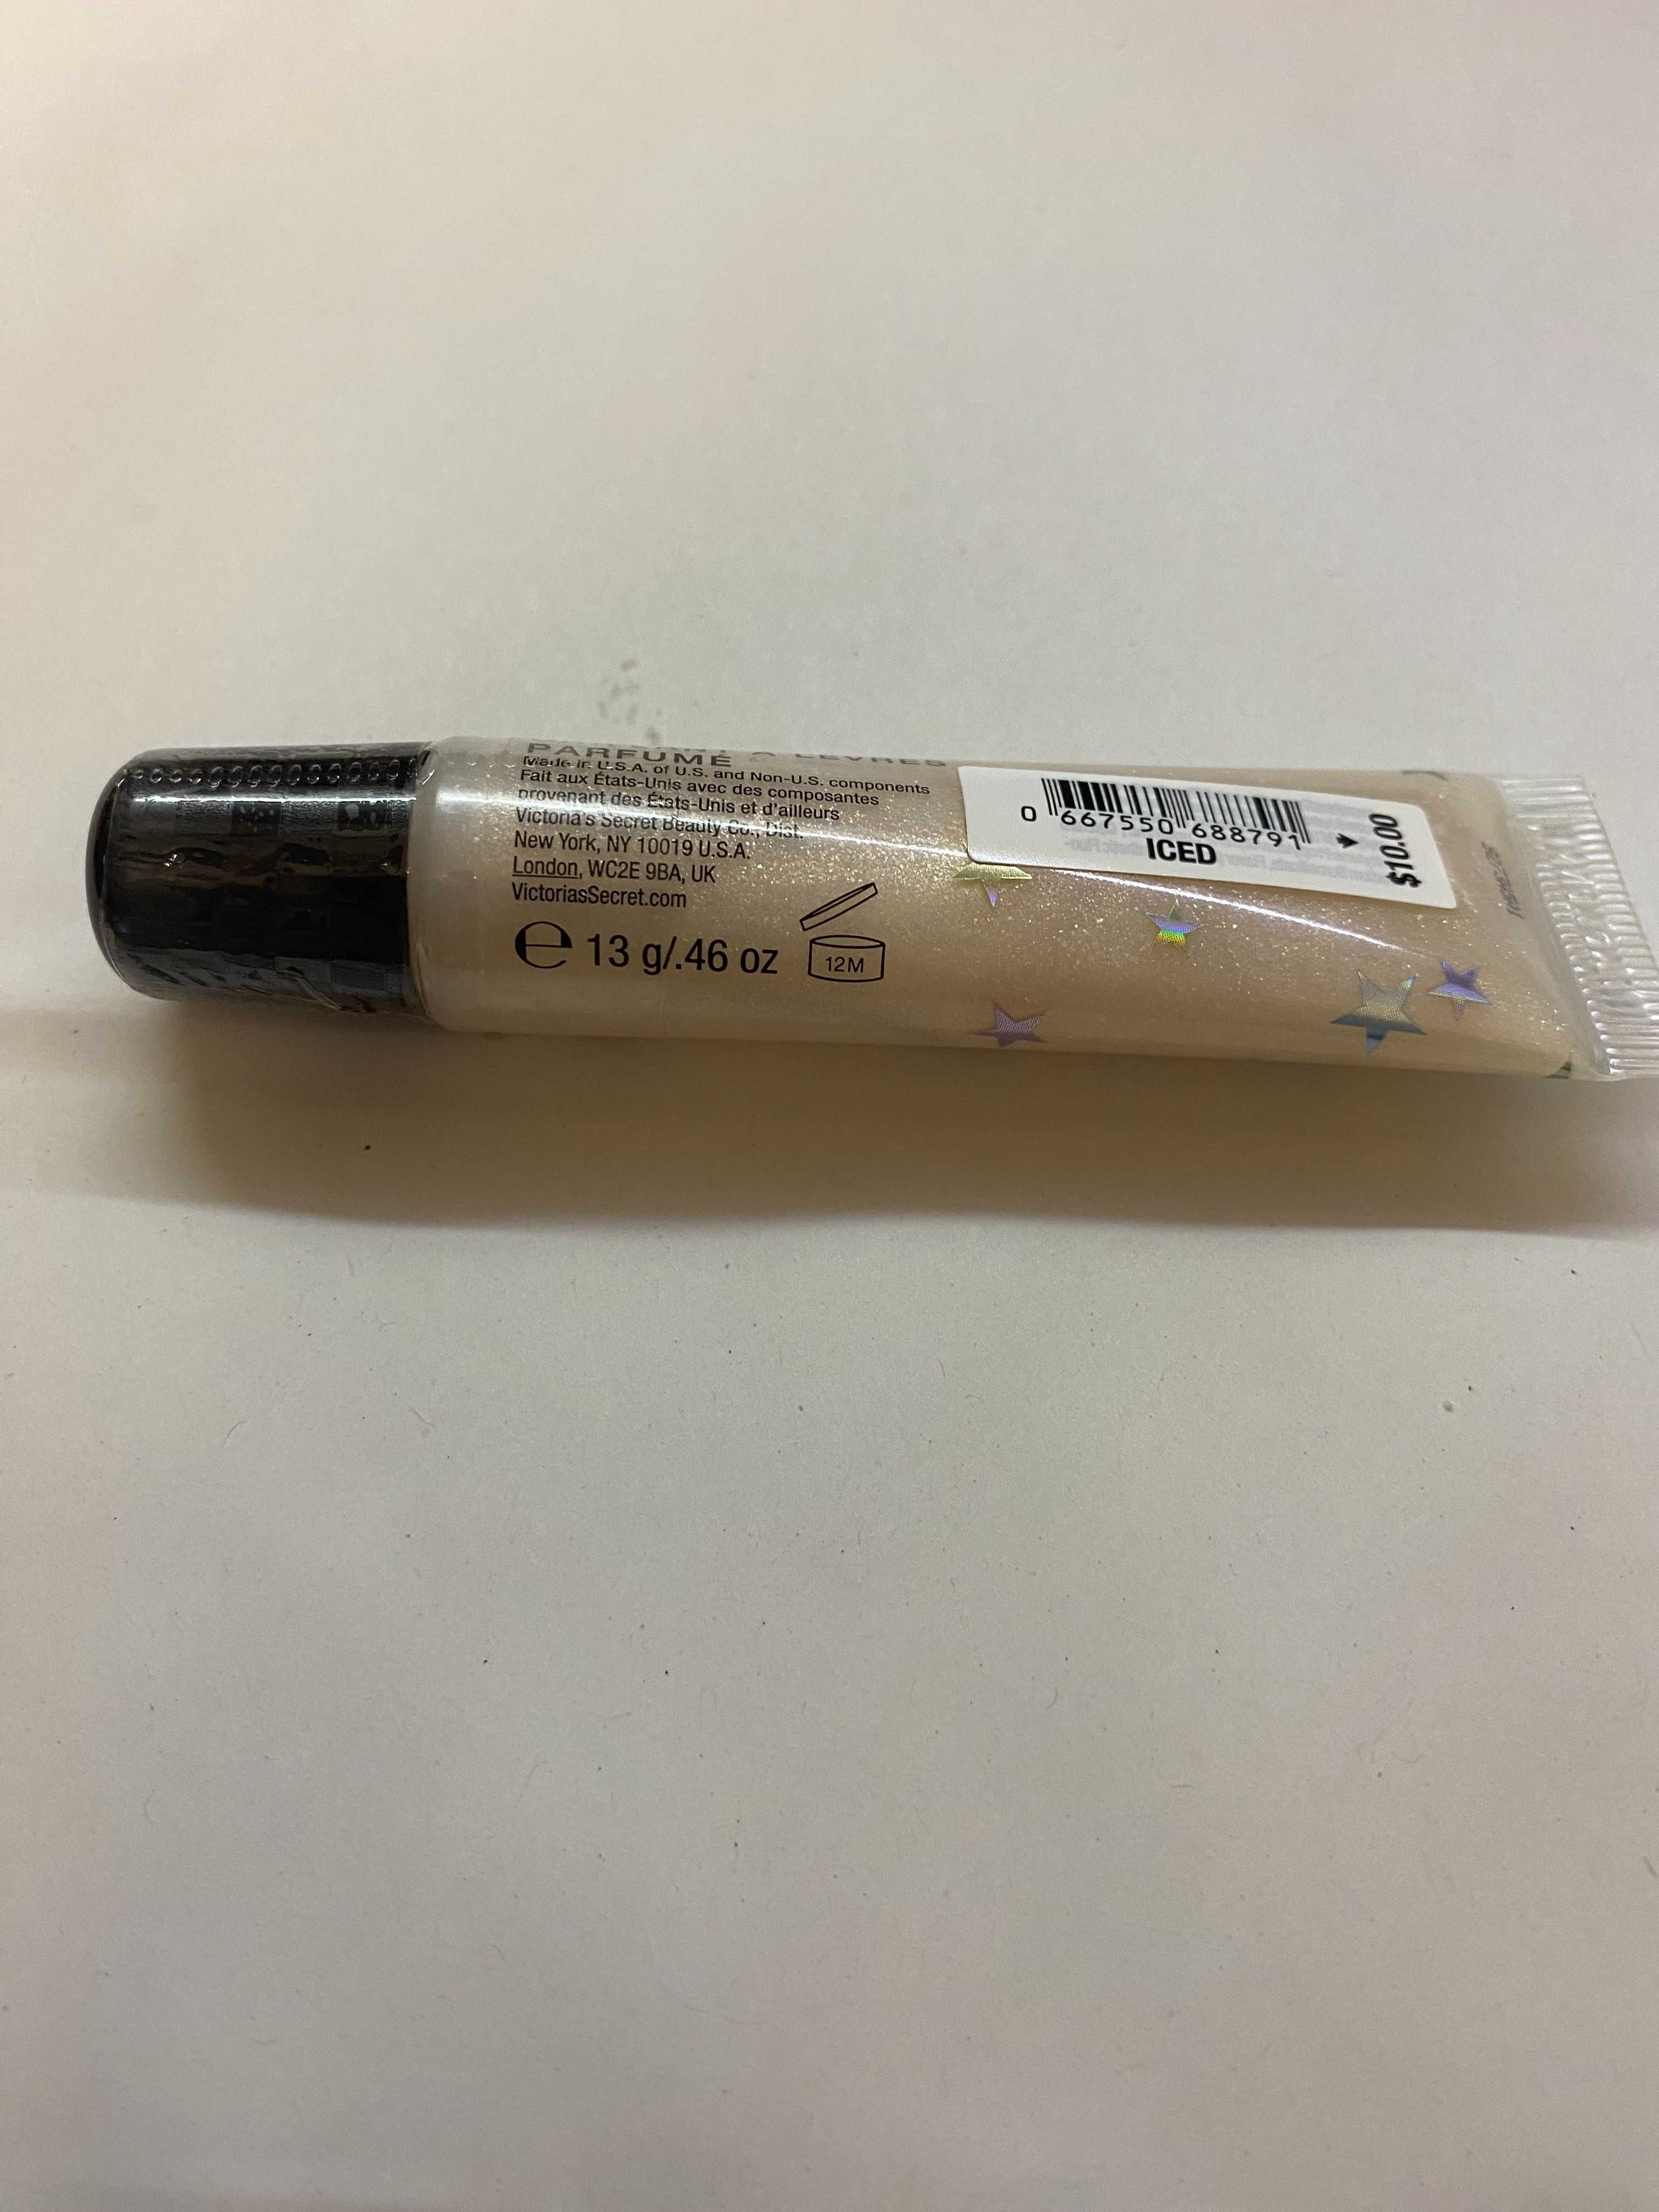 PARFUMÉ
Made in U.S.A. of U.S. and Non-U.S. components
Fait aux États-Unis avec des composantes
provenant des États-Unis et d'ailleurs
Victoria's Secret Beauty Co., Dist.
New York, NY 10019 U.S.A.
London, WC2E 9BA, UK
VictoriasSecret.com
e 13 g/.46 oz
12M
0 667550 688791
ICED
$10.00